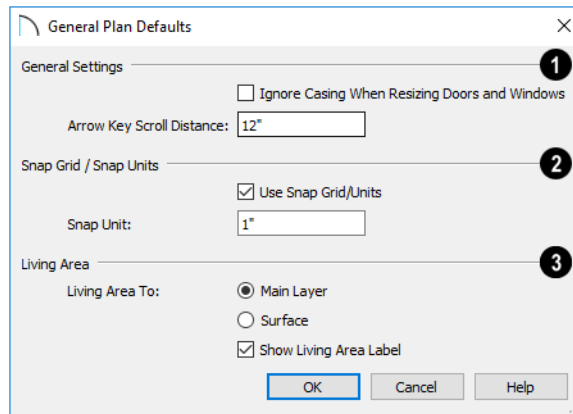 General Plan Defaults
General Settings 1
Ignore Casing When Resizing Doors and Windows
Arrow Key Scroll Distance: 12"
Snap Grid / Snap Units 2
Use Snap Grid/Units
Snap Unit: 1"
Living Area 3
Living Area To: Main Layer
Surface
Show Living Area Label
OK Cancel Help